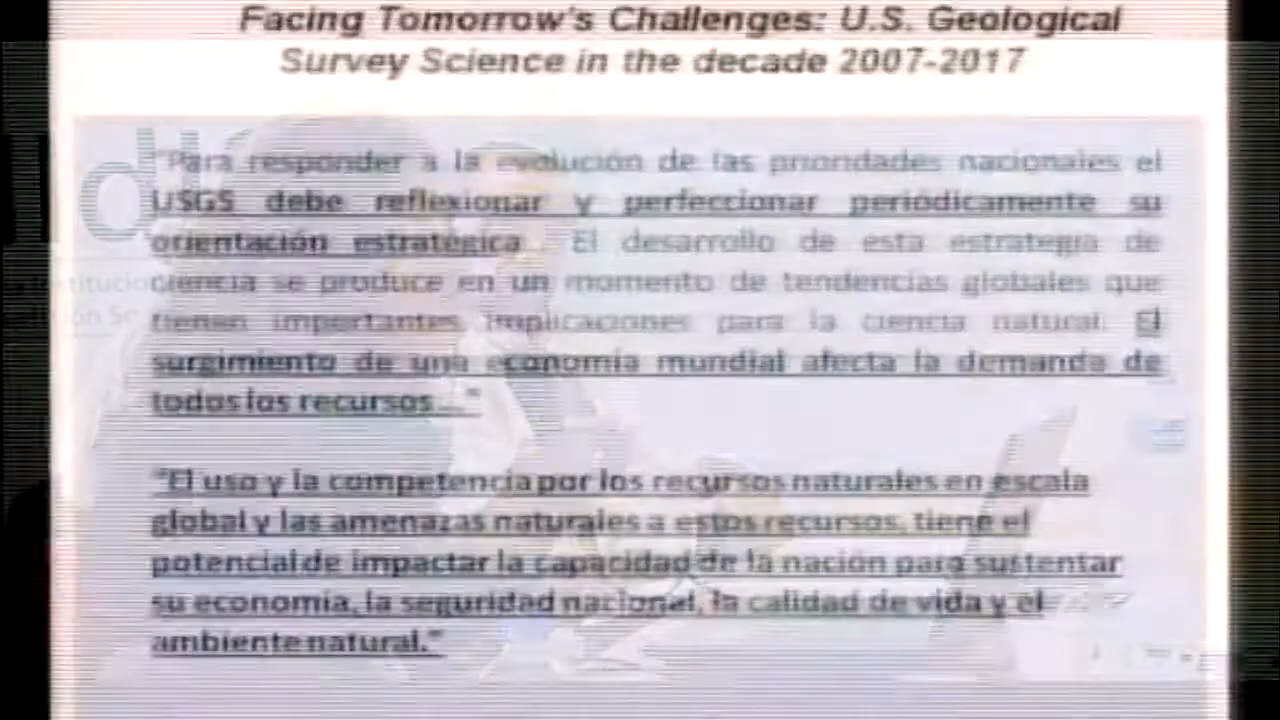 Facing Tomorrow's Challenges: U.S. Geological
Survey Science in the decade 2007-2017
"Para responder a la evolución de las prioridades nacionales el
USGS debe reflexionar y perfeccionar periódicamente su
orientación estratégica . El desarrollo de esta estrategia de
ciencia se produce en un momento de tendencias globales que
tienen importantes implicaciones para la ciencia natural. El
surgimiento de una economía mundial afecta la demanda de
todos los recursos..."
"El uso y la competencia por los recursos naturales en escala
global y las amenazas naturales a estos recursos, tiene el
potencial de impactar la capacidad de la nación para sustentar
su economía, la seguridad nacional, la calidad de vida y el
ambiente natural."